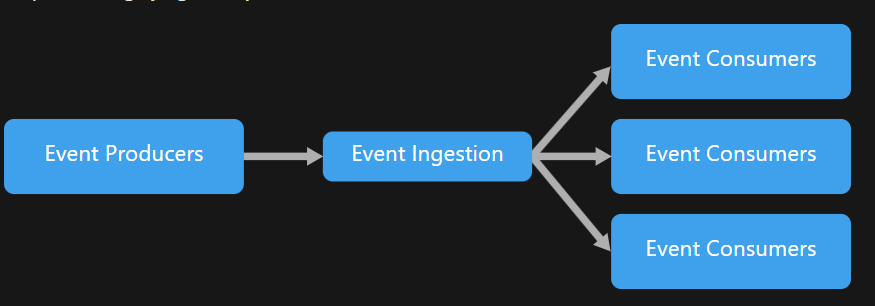 Event Producers
Event Ingestion
Event Consumers
Event Consumers
Event Consumers